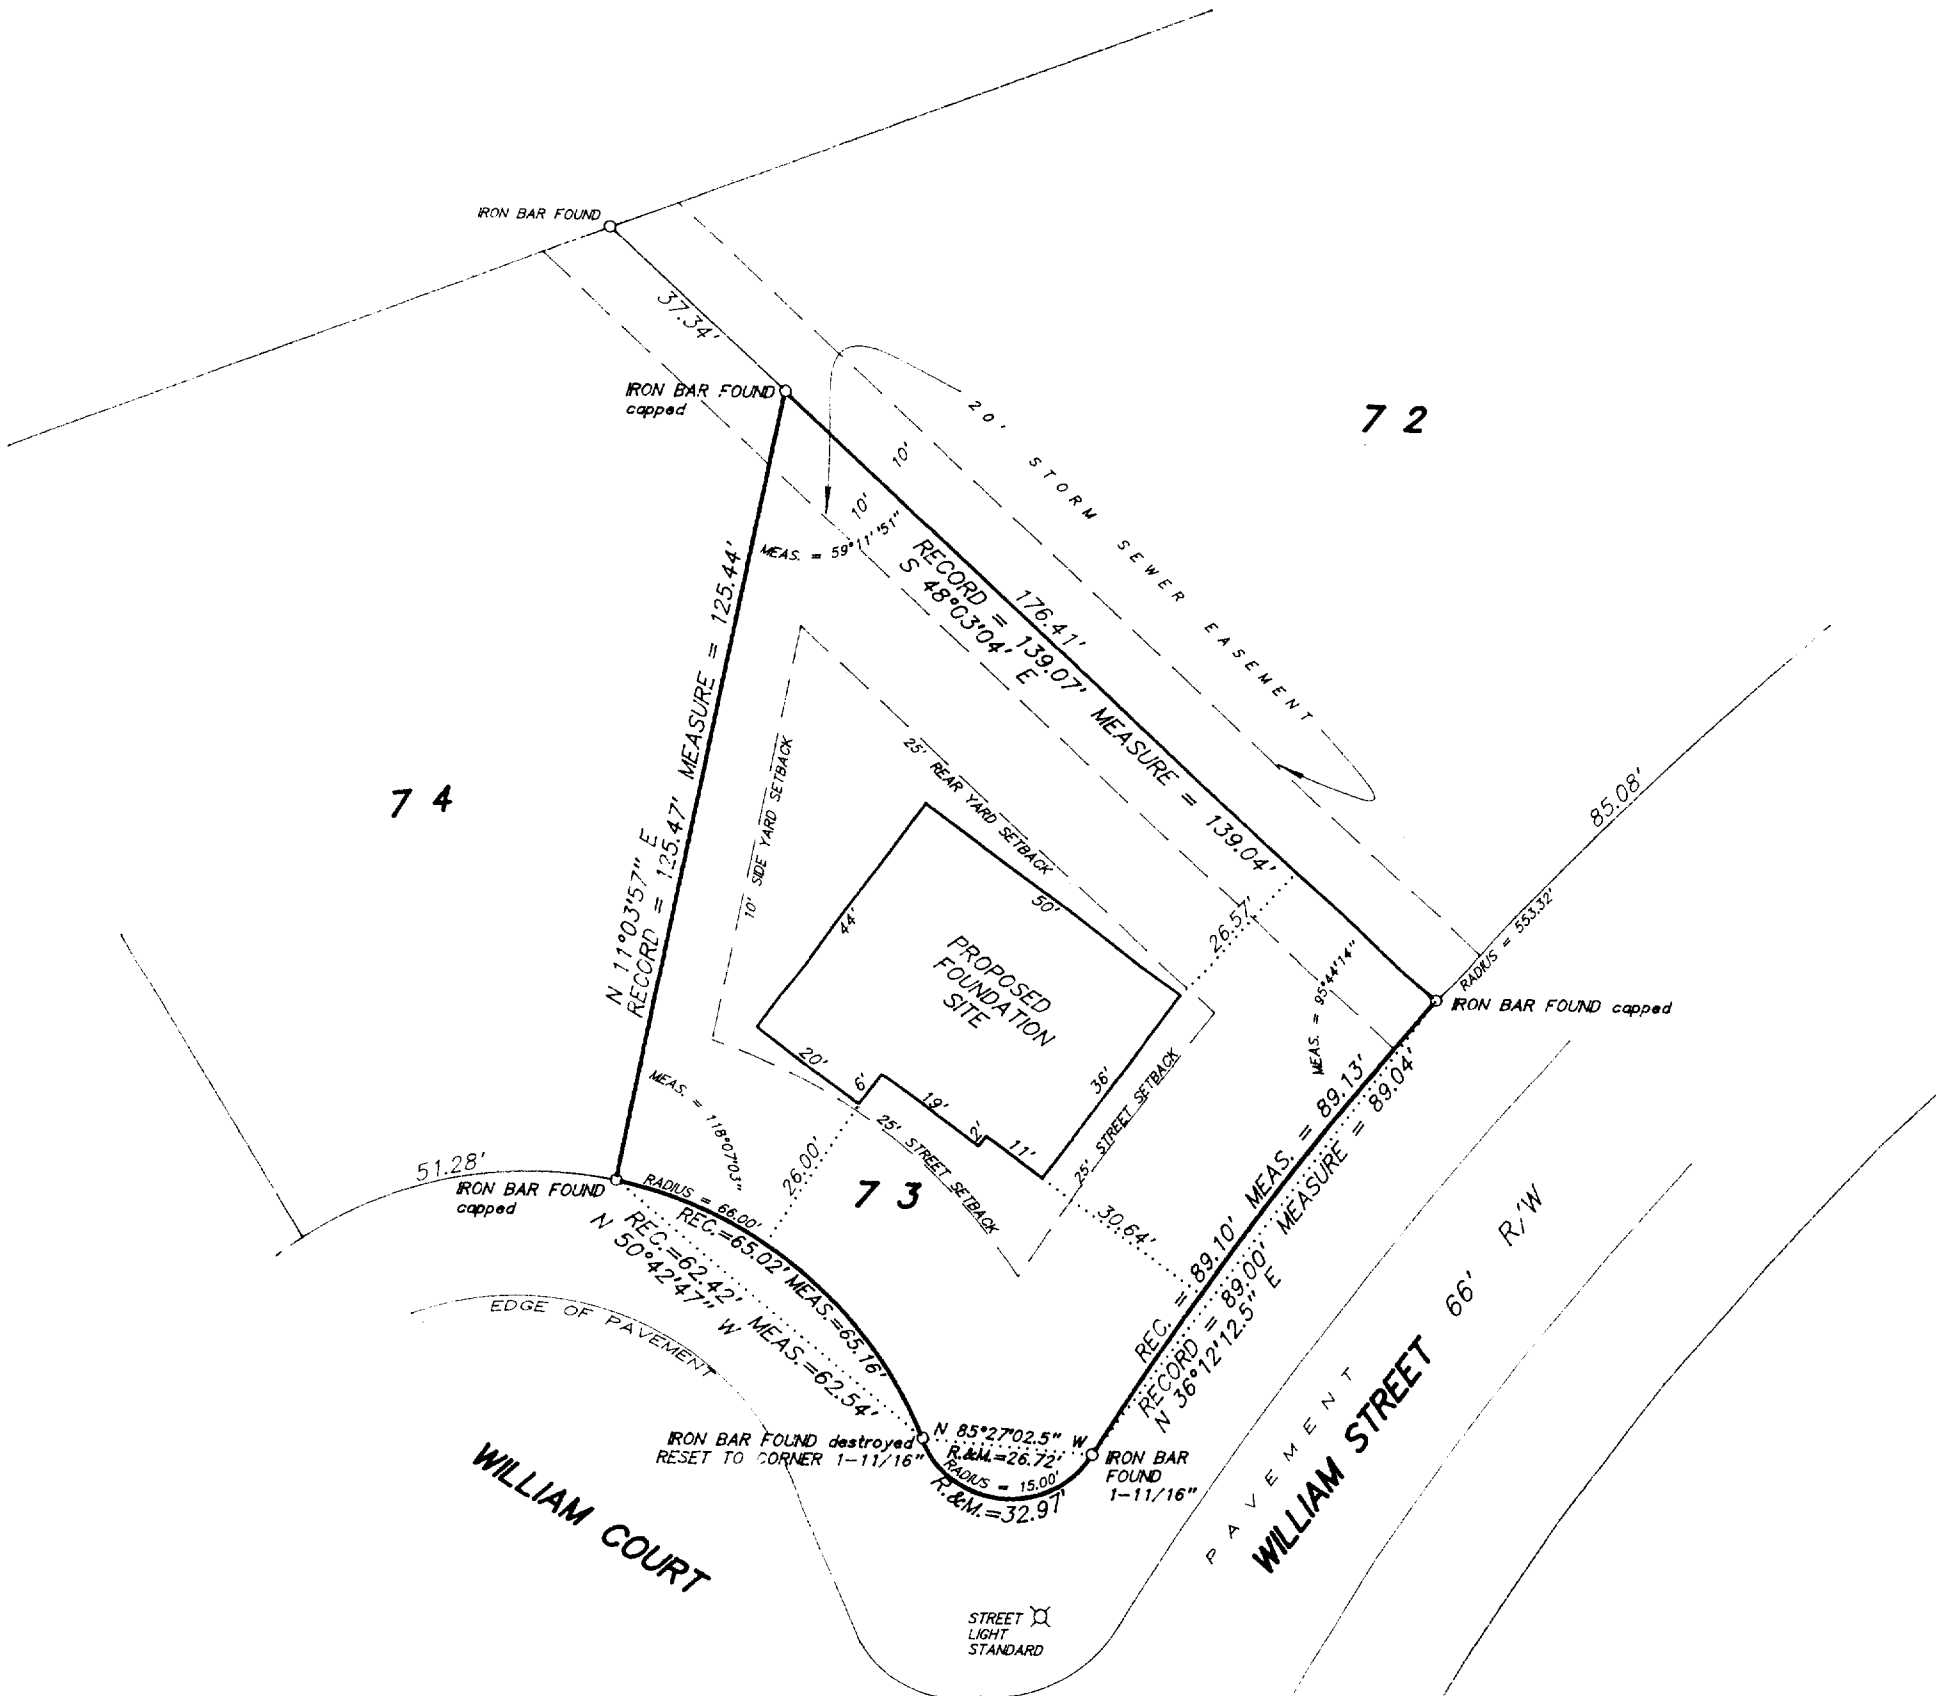 IRON BAR FOUND
37.34'
IRON BAR FOUND
capped
7 2
20' STORM SEWER EASEMENT
10'
10'
MEAS. = 59°11'51"
RECORD = 139.07' MEASURE = 139.04'
S 48°03'04' E
176.41'
N 11°03'57" E
RECORD = 125.47' MEASURE = 125.44'
7 4
10' SIDE YARD SETBACK
25' REAR YARD SETBACK
85.08'
RADIUS = 553.32'
50'
44'
PROPOSED
FOUNDATION
SITE
26.57'
MEAS. = 95°44'14"
IRON BAR FOUND capped
20'
6'
19'
2'
11'
36'
25' STREET SETBACK
25' STREET SETBACK
MEAS. = 118°07'03"
26.00'
7 3
30.64'
51.28'
IRON BAR FOUND
capped
RADIUS = 66.00'
REC.=65.02' MEAS.=65.16'
REC.=62.42' MEAS.=62.54'
N 50°42'47" W
REC. = 89.10' MEAS. = 89.13'
RECORD = 89.00' MEASURE = 89.04'
N 36°12'12.5" E
EDGE OF PAVEMENT
IRON BAR FOUND destroyed
RESET TO CORNER 1-11/16"
N 85°27'02.5" W
R.&M.=26.72'
RADIUS = 15.00'
R.&M.=32.97'
IRON BAR
FOUND
1-11/16"
WILLIAM COURT
PAVEMENT
WILLIAM STREET 66' R/W
STREET
LIGHT
STANDARD